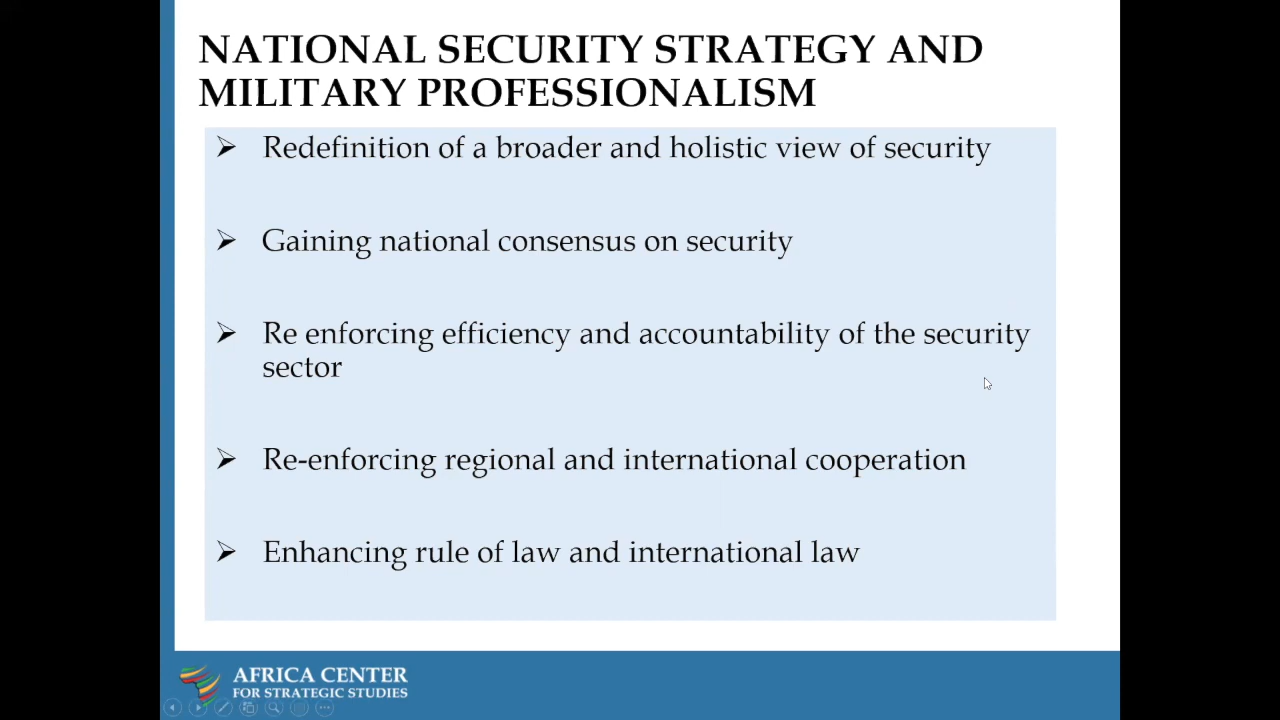 NATIONAL SECURITY STRATEGY AND
MILITARY PROFESSIONALISM
Redefinition of a broader and holistic view of security
Gaining national consensus on security
Re enforcing efficiency and accountability of the security
sector
Re-enforcing regional and international cooperation
Enhancing rule of law and international law
AFRICA CENTER
FOR STRATEGIC STUDIES